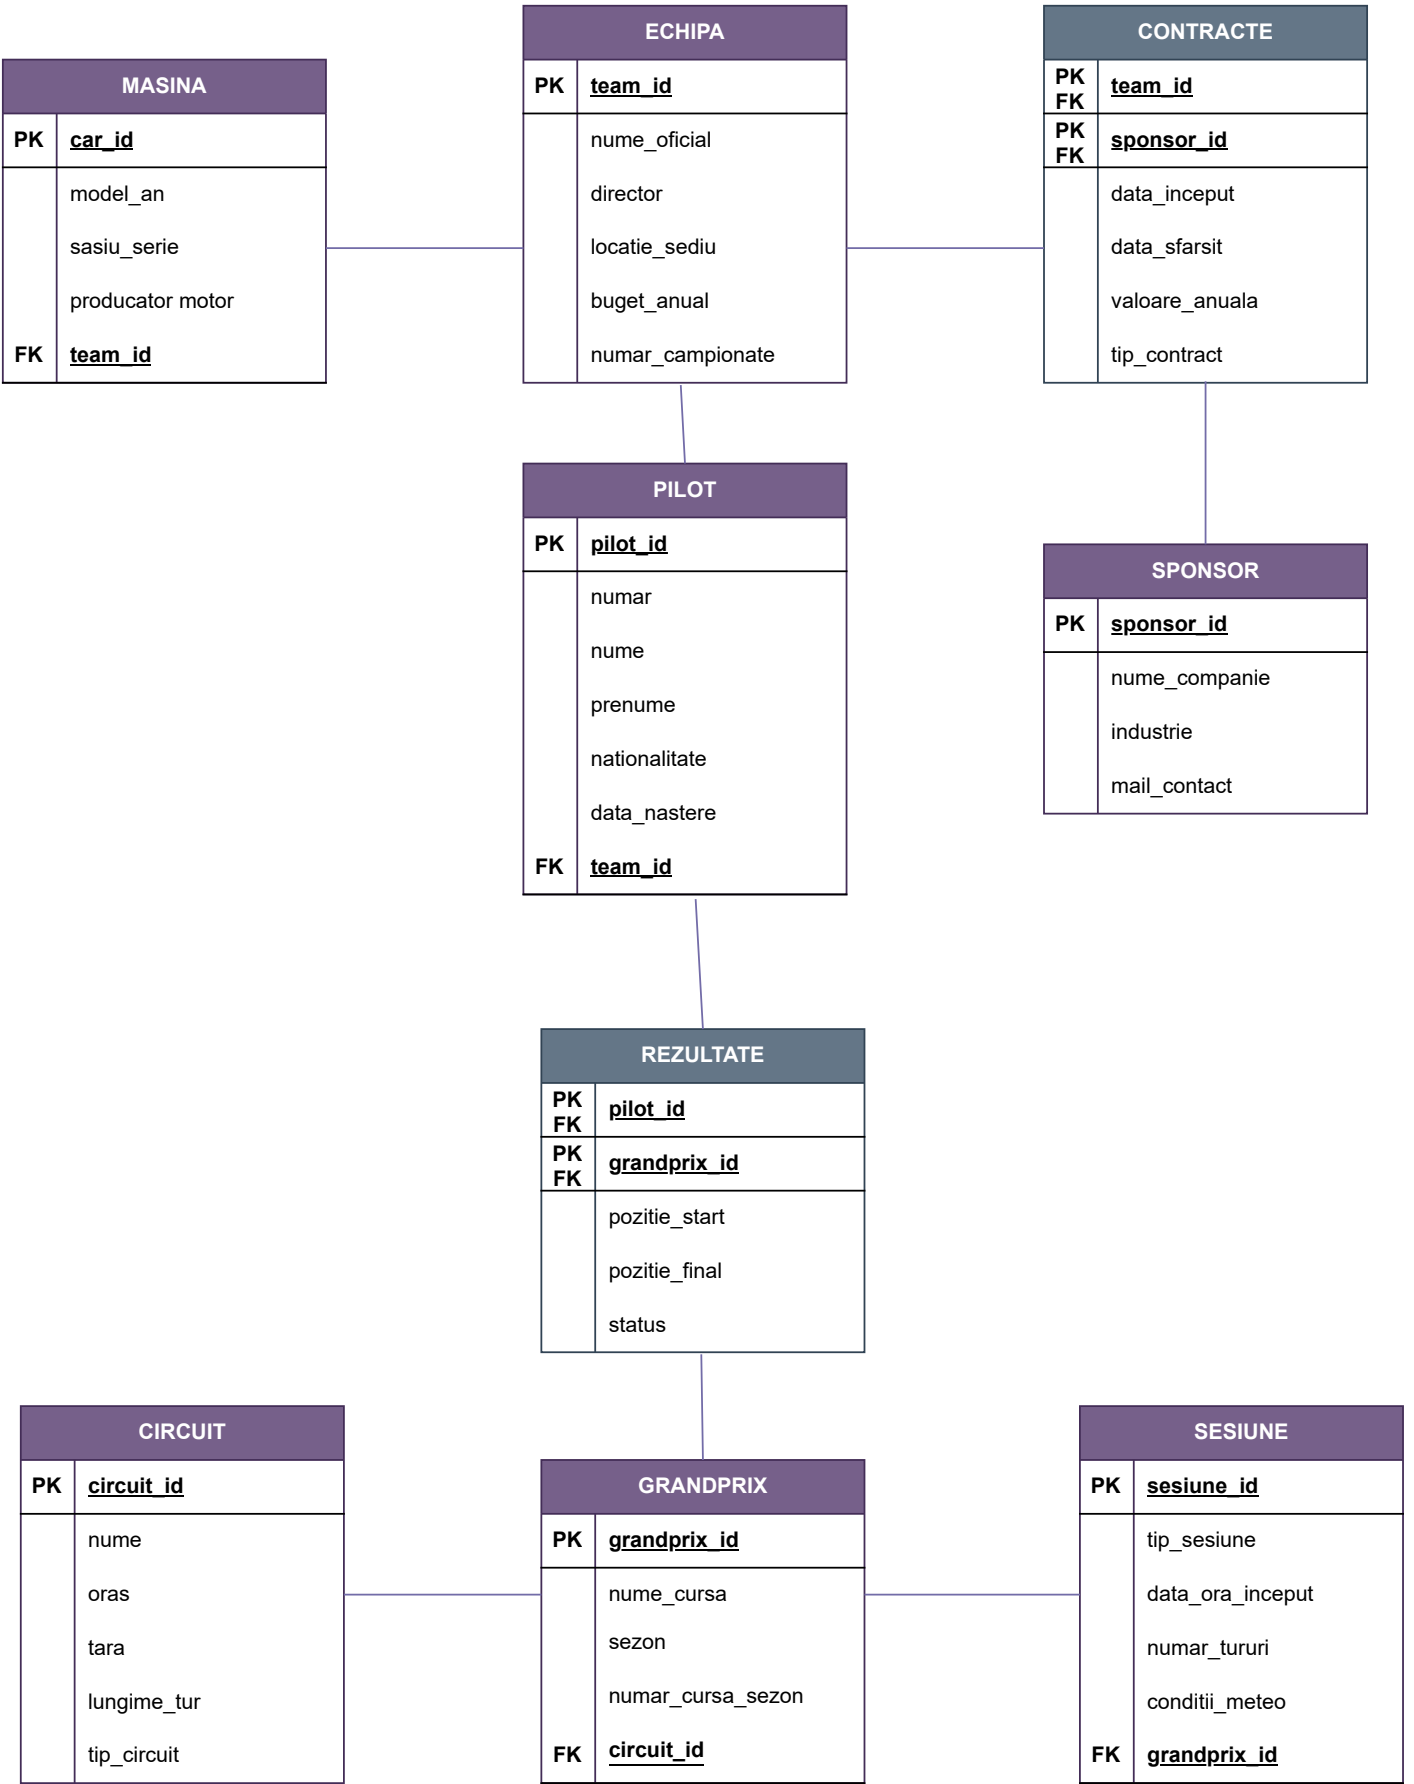 MASINA
PK car_id
model_an
sasiu_serie
producator motor
FK team_id
ECHIPA
PK team_id
nume_oficial
director
locatie_sediu
buget_anual
numar_campionate
CONTRACTE
PK
FK
team_id
PK
FK
sponsor_id
data_inceput
data_sfarsit
valoare_anuala
tip_contract
PILOT
PK pilot_id
numar
nume
prenume
nationalitate
data_nastere
FK team_id
SPONSOR
PK sponsor_id
nume_companie
industrie
mail_contact
REZULTATE
PK
FK
pilot_id
PK
FK
grandprix_id
pozitie_start
pozitie_final
status
CIRCUIT
PK circuit_id
nume
oras
tara
lungime_tur
tip_circuit
GRANDPRIX
PK grandprix_id
nume_cursa
sezon
numar_cursa_sezon
FK circuit_id
SESIUNE
PK sesiune_id
tip_sesiune
data_ora_inceput
numar_tururi
conditii_meteo
FK grandprix_id